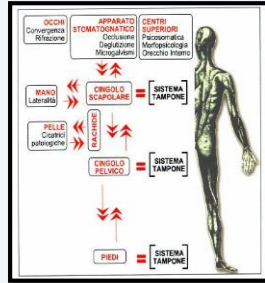 OCCHI
Convergenza
Rifrazione
APPARATO
STOMATOGNATICO
Occlusione
Deglutizione
Microgalvismi
CENTRI
SUPERIORI
Psicosomatica
Morfopsicologia
Orecchio Interno
MANO
Lateralità
CINGOLO
SCAPOLARE
SISTEMA
TAMPONE
PELLE
Cicatrici
patologiche
RACHIDE
CINGOLO
PELVICO
SISTEMA
TAMPONE
PIEDI
SISTEMA
TAMPONE